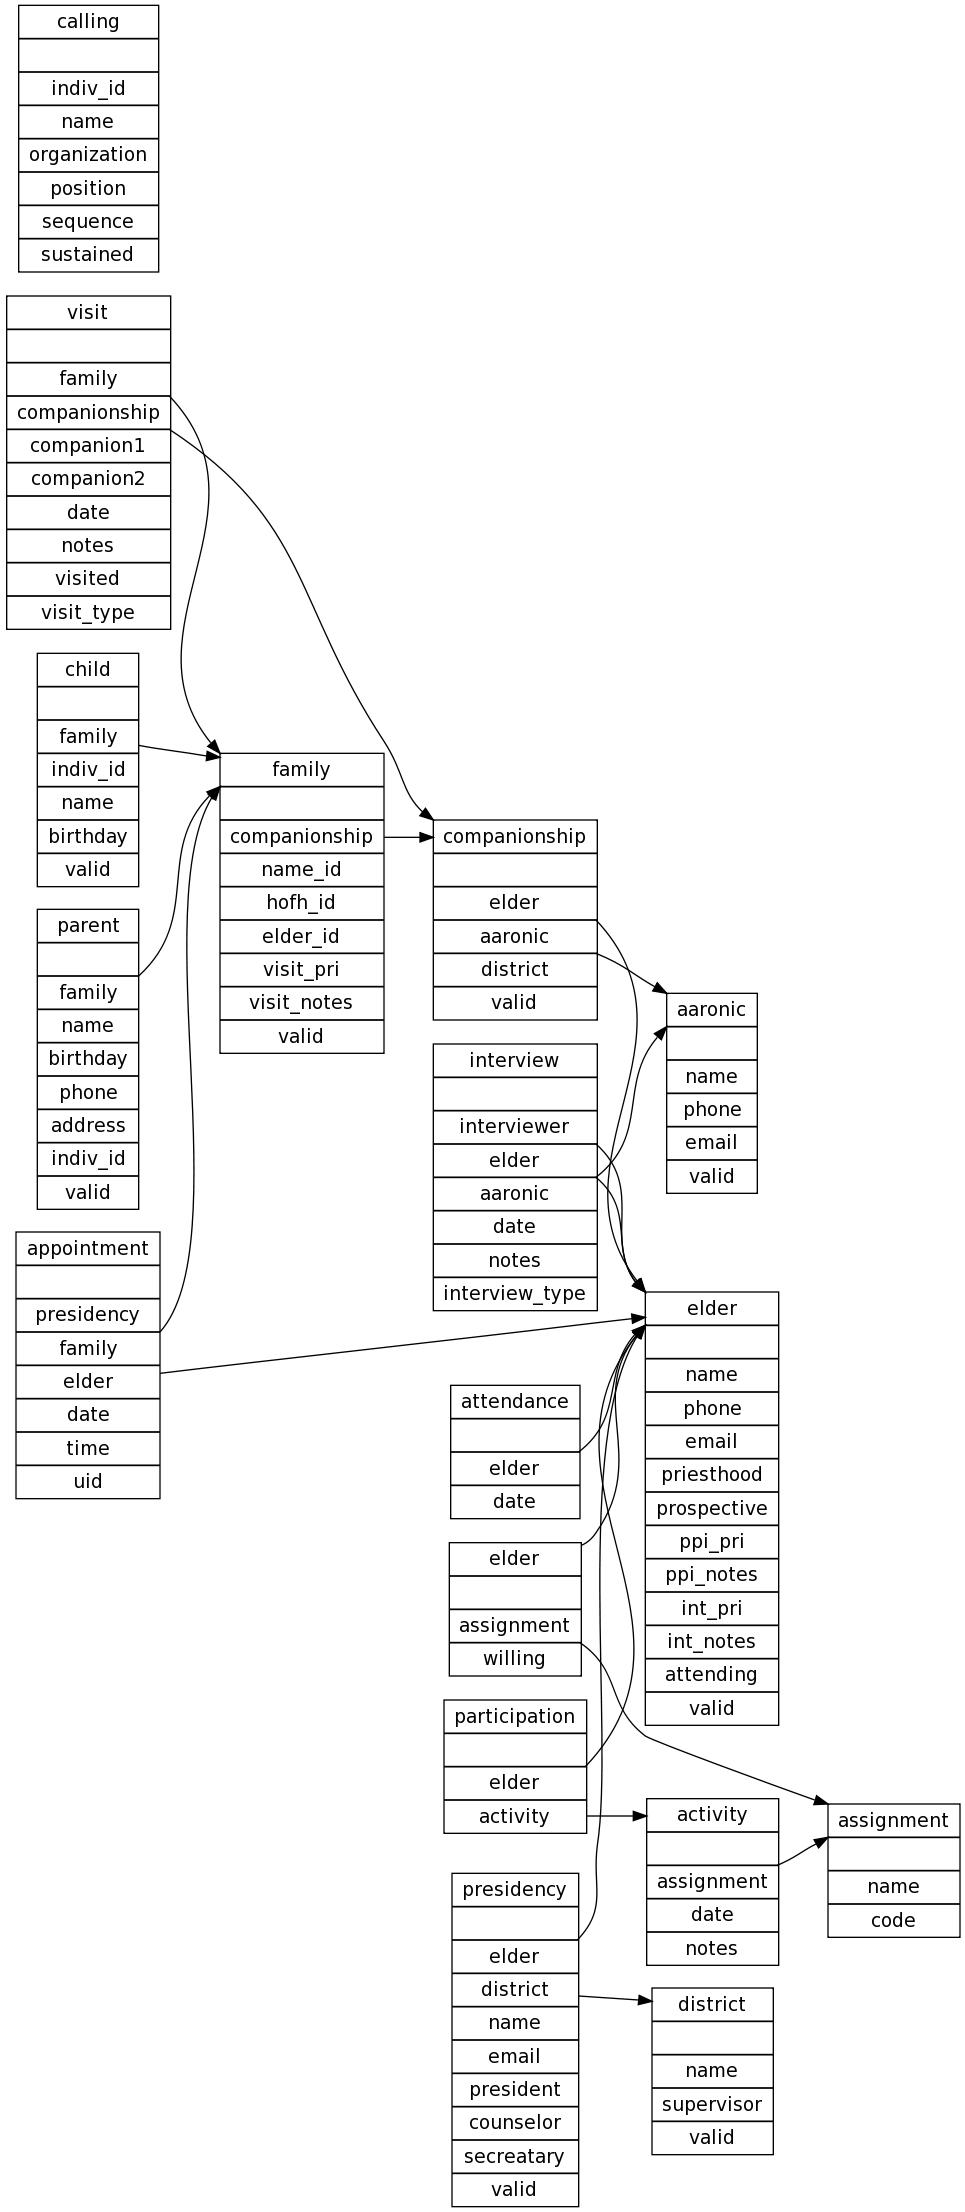 calling
indiv_id
name
organization
position
sequence
sustained
visit
family
companionship
companion1
companion2
date
notes
visited
visit_type
child
family
indiv_id
name
birthday
valid
parent
family
name
birthday
phone
address
indiv_id
valid
appointment
presidency
family
elder
date
time
uid
family
companionship
name_id
hofh_id
elder_id
visit_pri
visit_notes
valid
companionship
elder
aaronic
district
valid
interview
interviewer
elder
aaronic
date
notes
interview_type
attendance
elder
date
elder
assignment
willing
participation
elder
activity
presidency
elder
district
name
email
president
counselor
secreatary
valid
aaronic
name
phone
email
valid
elder
name
phone
email
priesthood
prospective
ppi_pri
ppi_notes
int_pri
int_notes
attending
valid
activity
assignment
date
notes
district
name
supervisor
valid
assignment
name
code